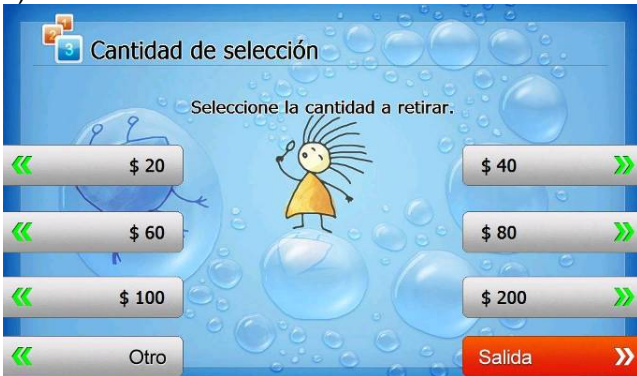 Cantidad de selección
Seleccione la cantidad a retirar.
$ 20
$ 40
$ 60
$ 80
$ 100
$ 200
Otro
Salida